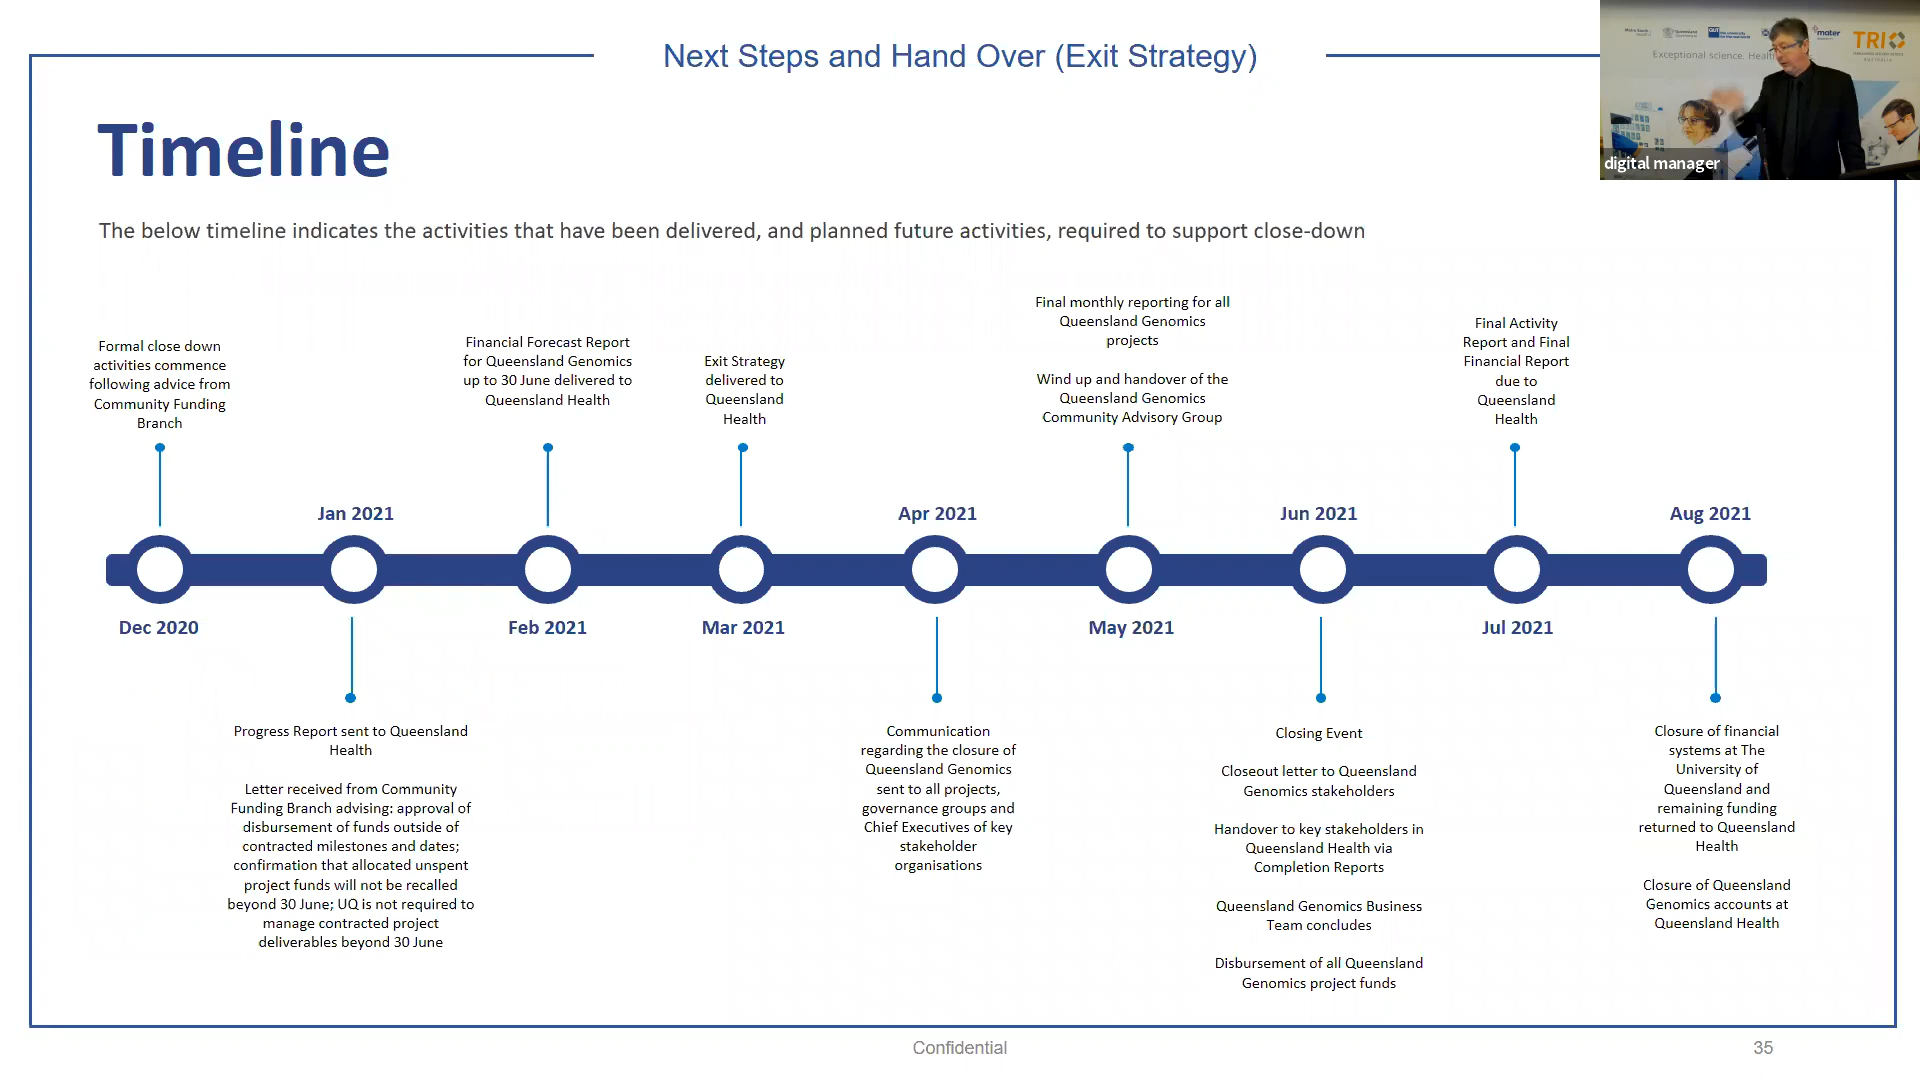 Next Steps and Hand Over (Exit Strategy)
Exceptional science. Healt
mater
TRI
AUSTRALIA
digital manager
Timeline
The below timeline indicates the activities that have been delivered, and planned future activities, required to support close-down
Formal close down
activities commence
following advice from
Community Funding
Branch
Financial Forecast Report
for Queensland Genomics
up to 30 June delivered to
Queensland Health
Exit Strategy
delivered to
Queensland
Health
Final monthly reporting for all
Queensland Genomics
projects
Wind up and handover of the
Queensland Genomics
Community Advisory Group
Final Activity
Report and Final
Financial Report
due to
Queensland
Health
Jan 2021
Apr 2021
Jun 2021
Aug 2021
Dec 2020
Feb 2021
Mar 2021
May 2021
Jul 2021
Progress Report sent to Queensland
Health
Letter received from Community
Funding Branch advising: approval of
disbursement of funds outside of
contracted milestones and dates;
confirmation that allocated unspent
project funds will not be recalled
beyond 30 June; UQ is not required to
manage contracted project
deliverables beyond 30 June
Communication
regarding the closure of
Queensland Genomics
sent to all projects,
governance groups and
Chief Executives of key
stakeholder
organisations
Closing Event
Closeout letter to Queensland
Genomics stakeholders
Handover to key stakeholders in
Queensland Health via
Completion Reports
Queensland Genomics Business
Team concludes
Disbursement of all Queensland
Genomics project funds
Closure of financial
systems at The
University of
Queensland and
remaining funding
returned to Queensland
Health
Closure of Queensland
Genomics accounts at
Queensland Health
Confidential
35